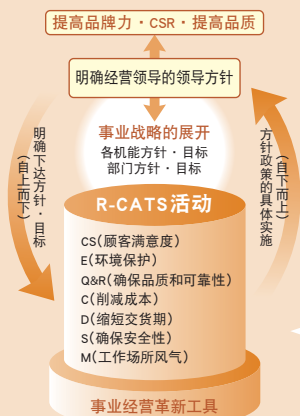 提高品牌力・CSR・提高品质
明确经营领导的领导方针
事业战略的展开
各机能方针・目标
部门方针・目标
明确下达方针・目标
（自上而下）
方针政策的具体实施
（自下而上）
R-CATS活动
CS(顾客满意度)
E(环境保护)
Q&R(确保品质和可靠性)
C(削减成本)
D(缩短交货期)
S(确保安全性)
M(工作场所风气)
事业经营革新工具